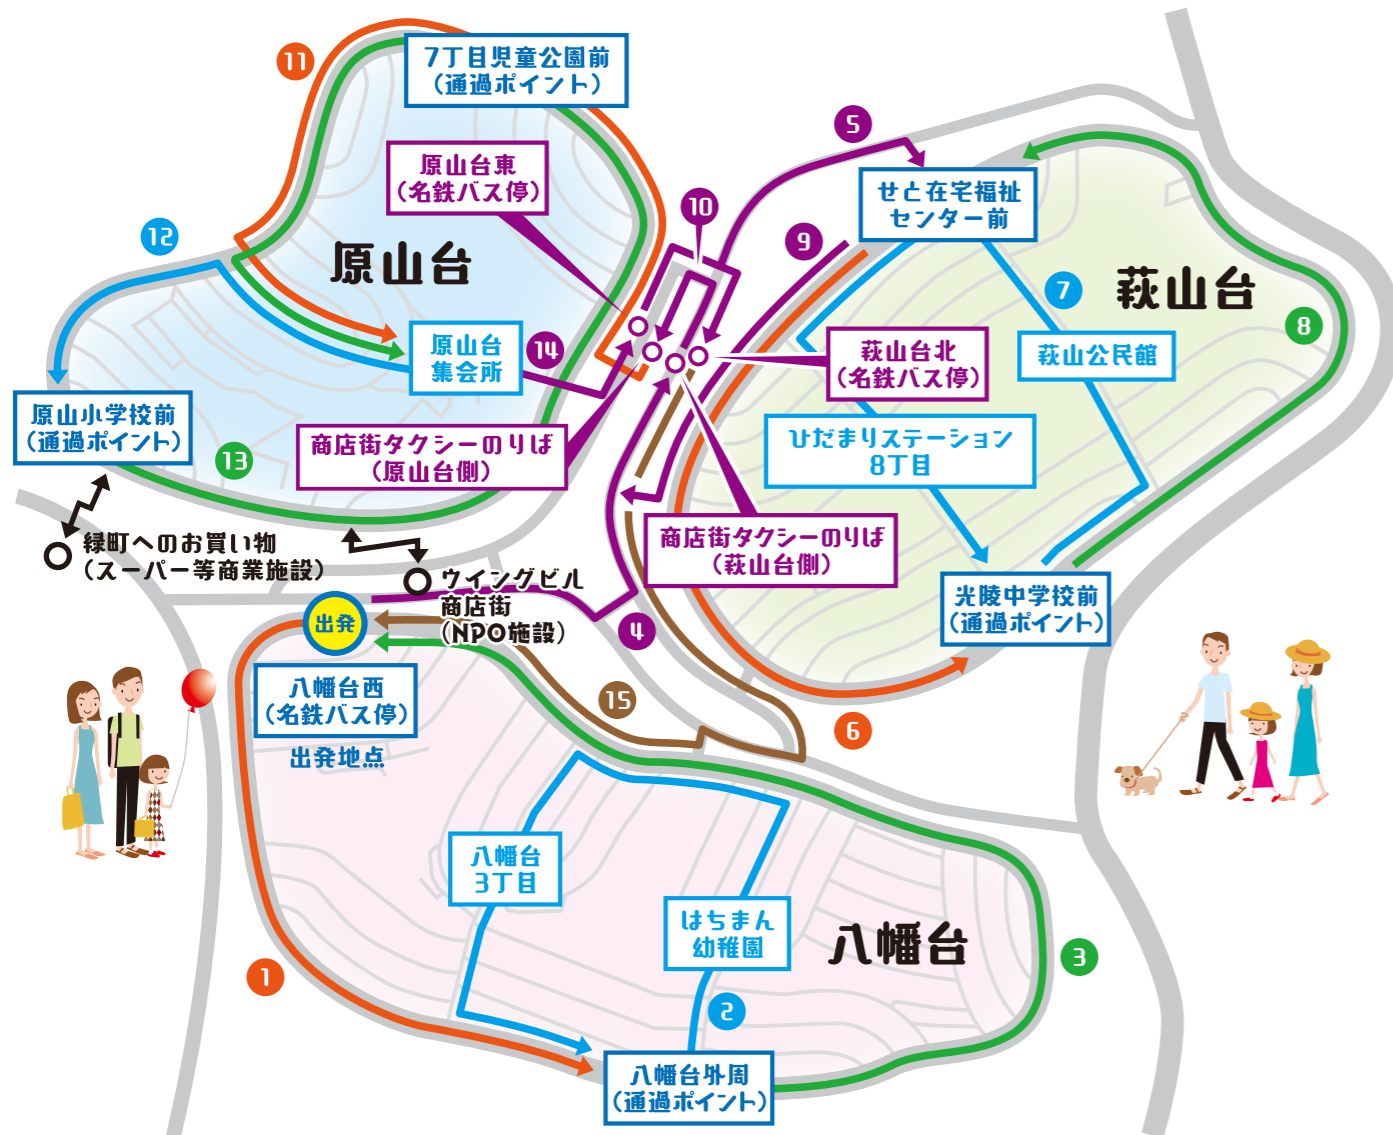 11
7丁目児童公園前
(通過ポイント)
5
原山台東
(名鉄バス停)
せと在宅福祉
センター前
10
12
9
原山台
7
萩山台
8
原山台
集会所
14
萩山台北
(名鉄バス停)
萩山公民館
原山小学校前
(通過ポイント)
13
商店街タクシーのりば
(原山台側)
ひだまりステーション
8丁目
緑町へのお買い物
(スーパー等商業施設)
商店街タクシーのりば
(萩山台側)
ウイングビル
商店街
(NPO施設)
光陵中学校前
(通過ポイント)
出発
4
八幡台西
(名鉄バス停)
出発地点
15
6
八幡台
3丁目
はちまん
幼稚園
八幡台
3
1
2
八幡台外周
(通過ポイント)